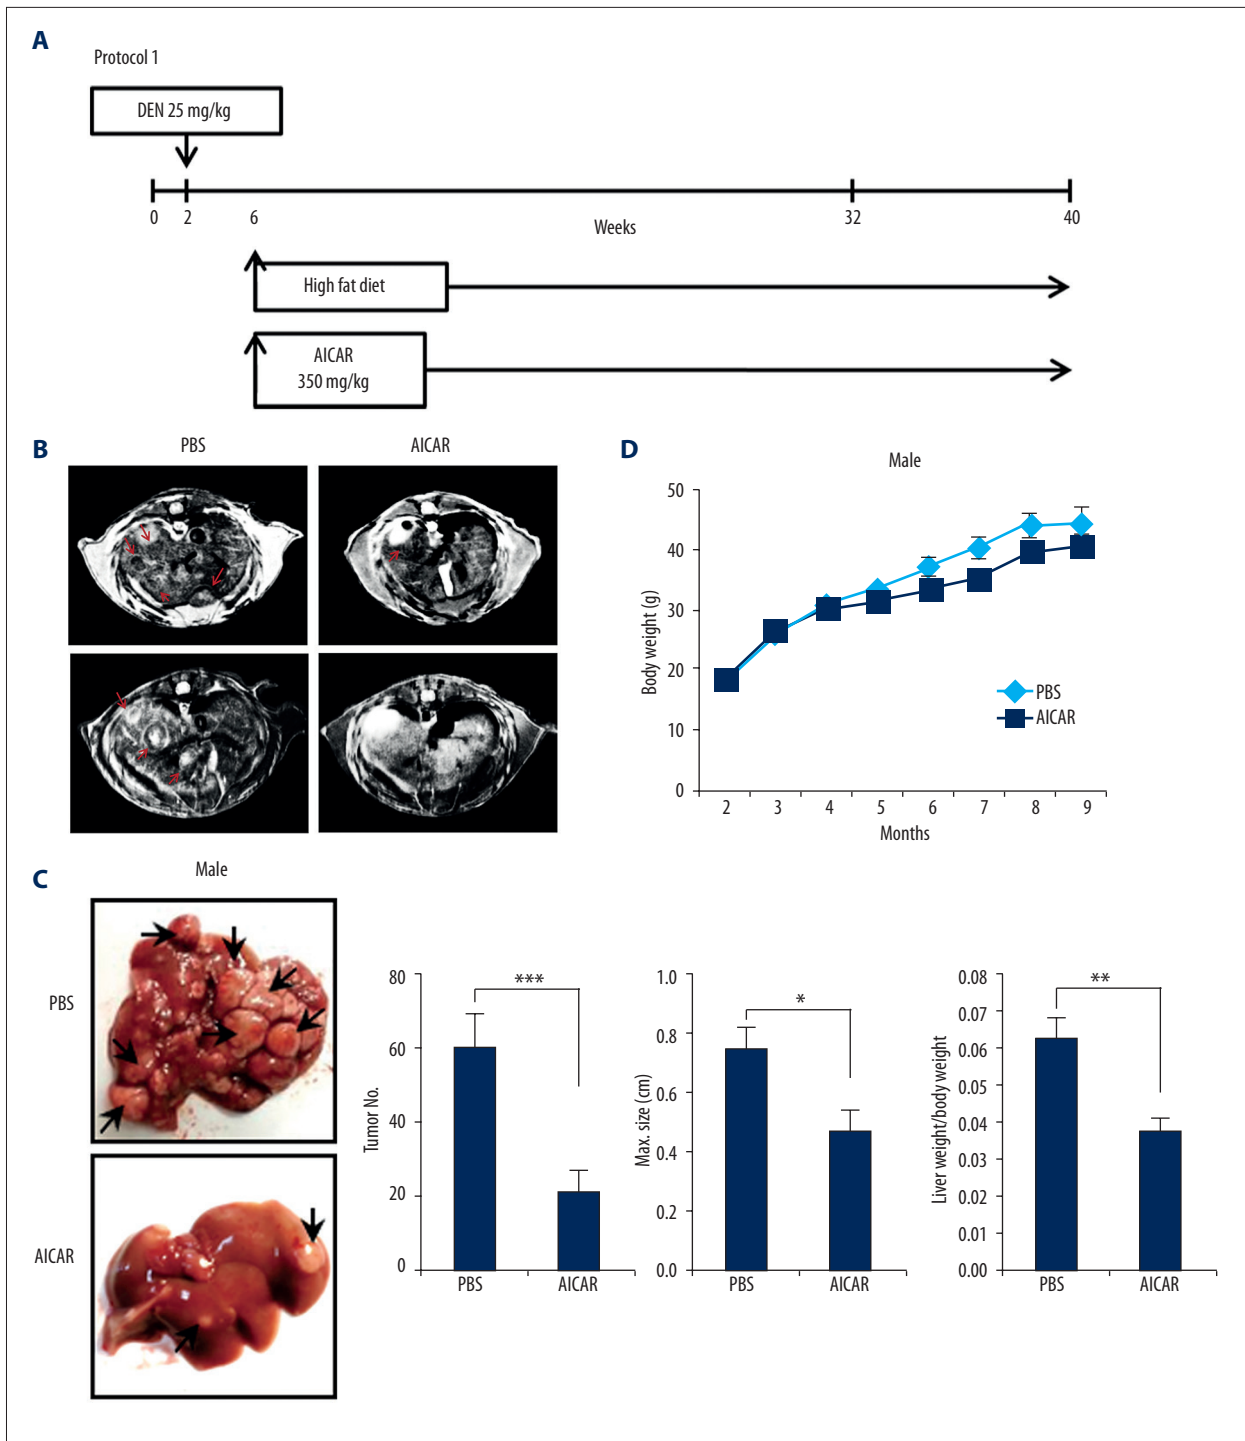 A
Protocol 1
DEN 25 mg/kg
0 2 6 32 40
Weeks
High fat diet
AICAR
350 mg/kg
B
PBS AICAR
D
Male
50
40
30
20
10
0
Body weight (g)
2 3 4 5 6 7 8 9
Months
PBS
AICAR
C
Male
PBS
AICAR
80
60
40
20
0
Tumor No.
***
PBS AICAR
1.0
0.8
0.6
0.4
0.2
0.0
Max. size (cm)
*
PBS AICAR
0.08
0.07
0.06
0.05
0.04
0.03
0.02
0.01
0.00
Liver weight/body weight
**
PBS AICAR